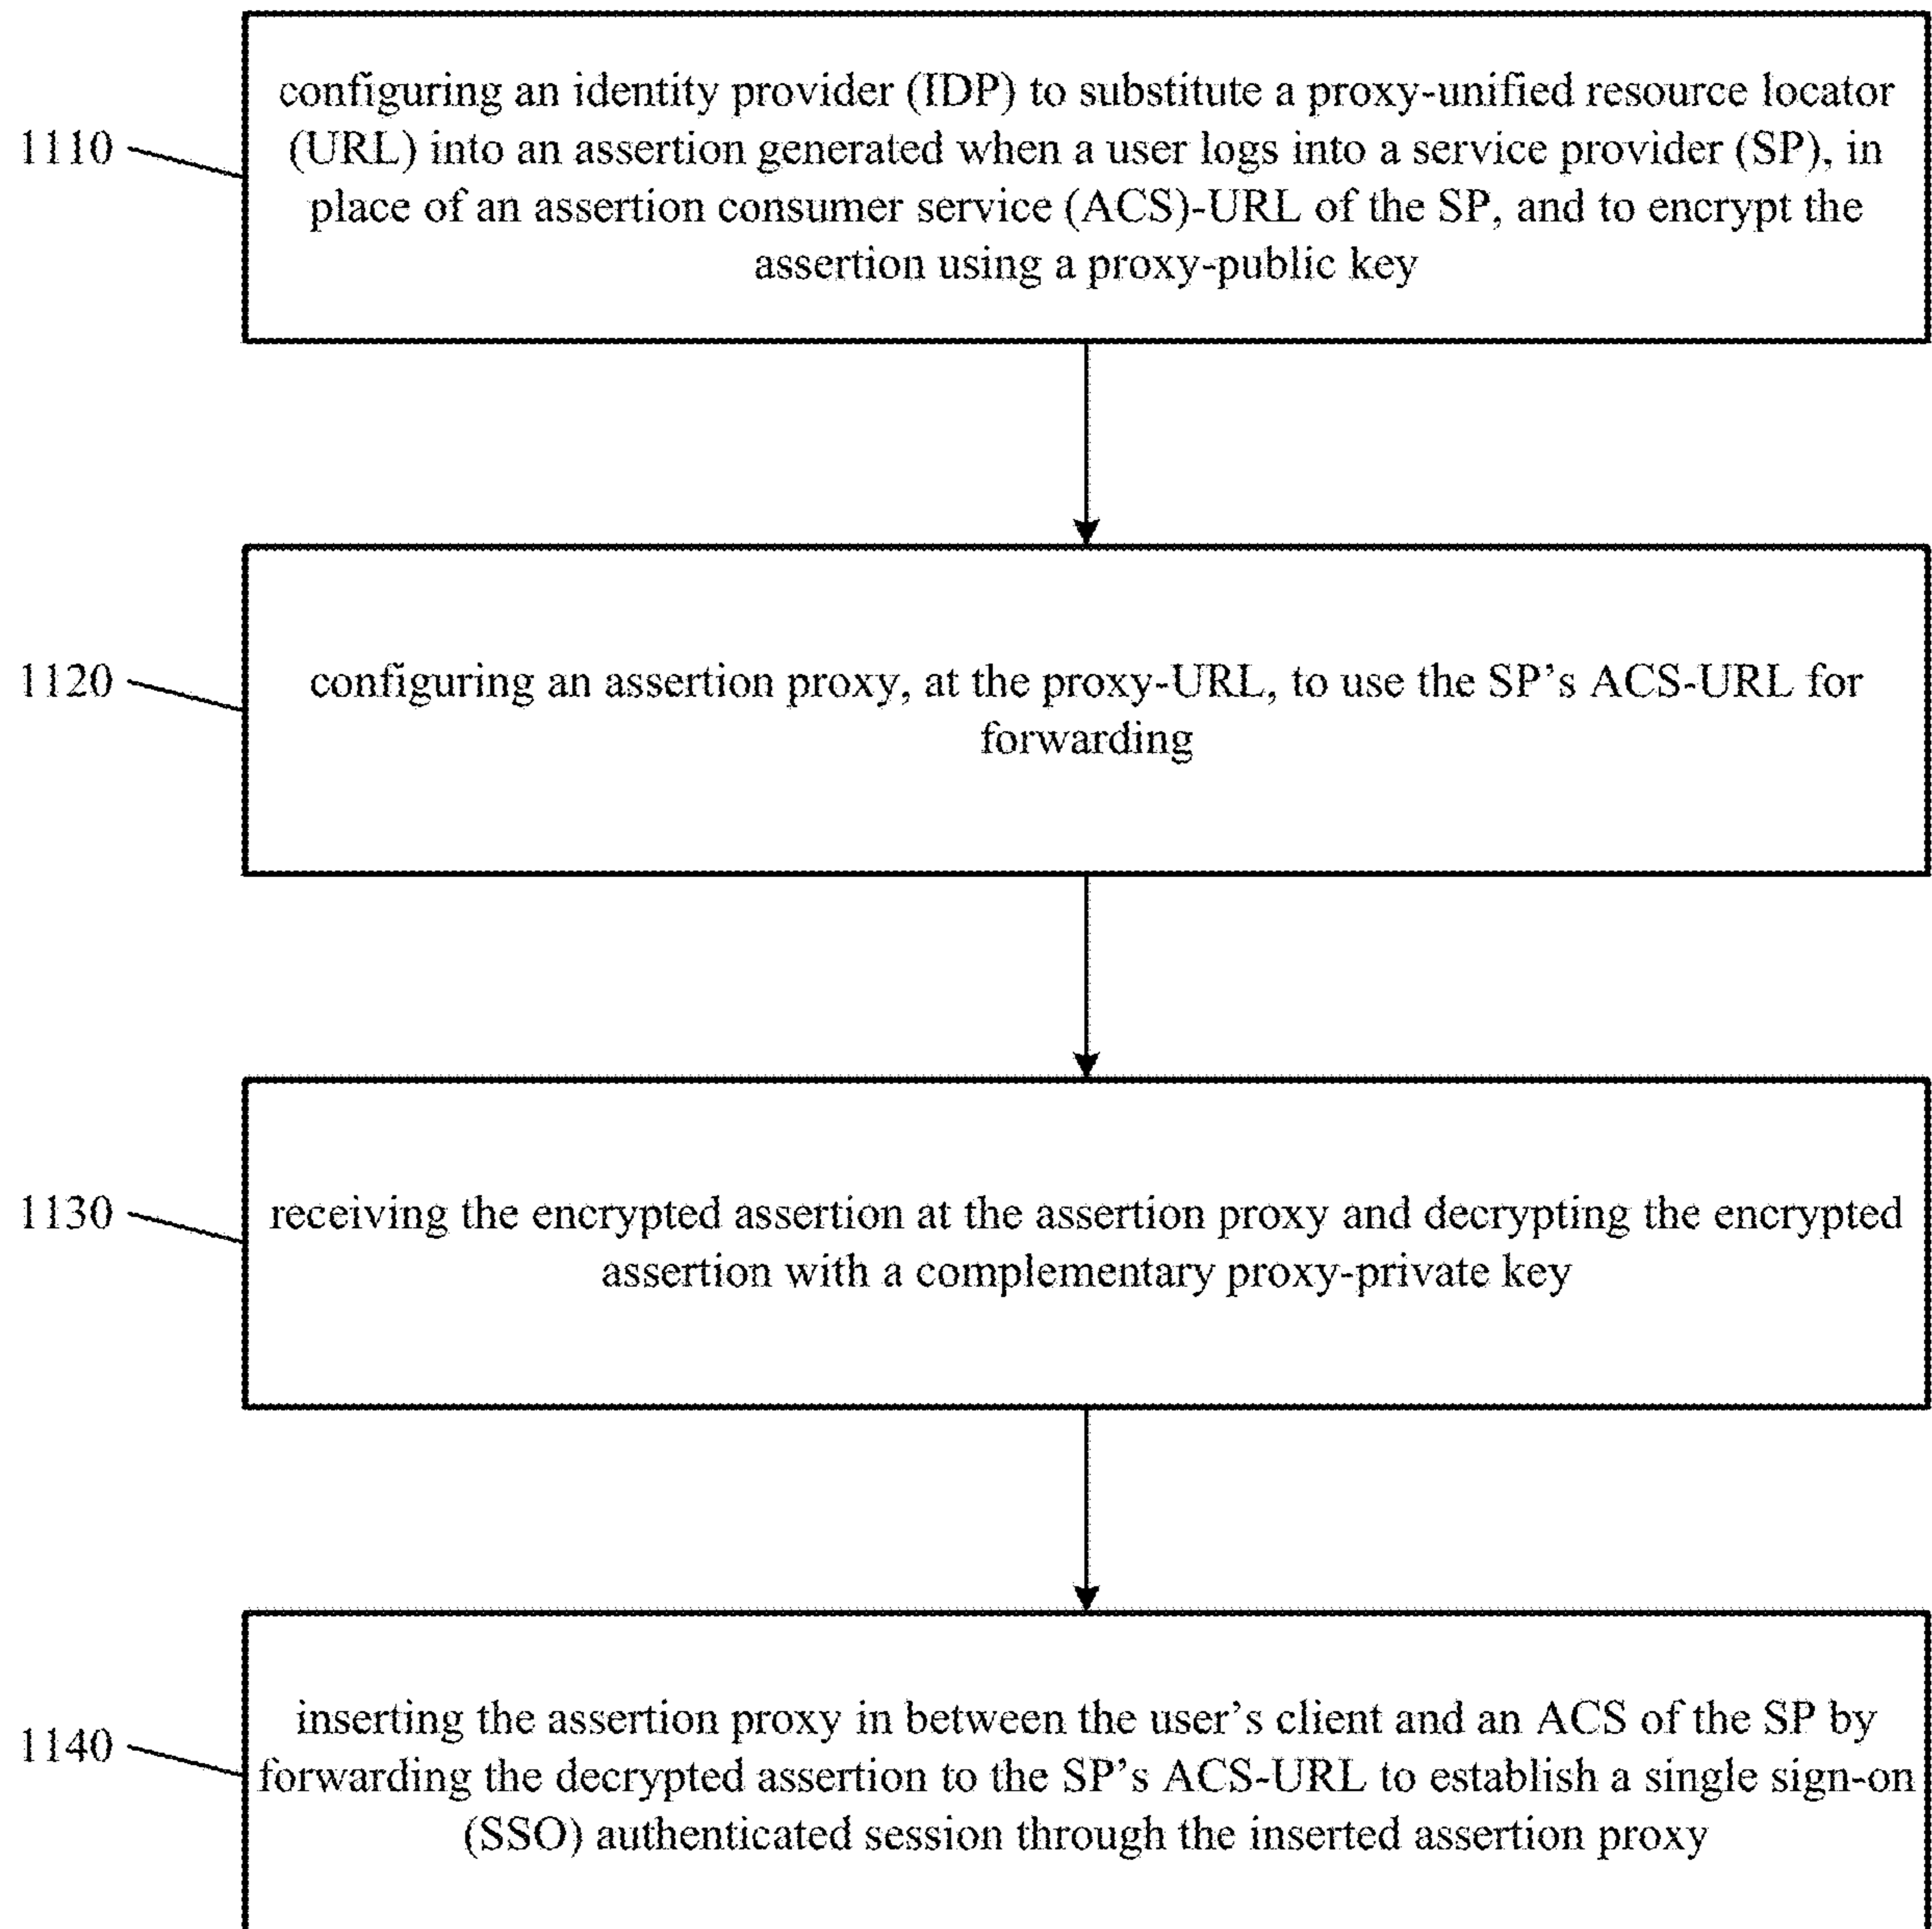 1110
configuring an identity provider (IDP) to substitute a proxy-unified resource locator
(URL) into an assertion generated when a user logs into a service provider (SP), in
place of an assertion consumer service (ACS)-URL of the SP, and to encrypt the
assertion using a proxy-public key
1120
configuring an assertion proxy, at the proxy-URL, to use the SP’s ACS-URL for
forwarding
1130
receiving the encrypted assertion at the assertion proxy and decrypting the encrypted
assertion with a complementary proxy-private key
1140
inserting the assertion proxy in between the user’s client and an ACS of the SP by
forwarding the decrypted assertion to the SP’s ACS-URL to establish a single sign-on
(SSO) authenticated session through the inserted assertion proxy